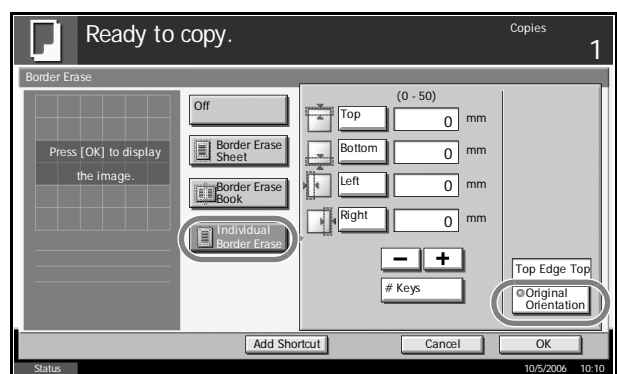 Ready to copy.
Copies
1
Border Erase
Press [OK] to display
the image.
Off
Border Erase
Sheet
Border Erase
Book
Individual
Border Erase
(0 - 50)
Top
0 mm
Bottom
0 mm
Left
0 mm
Right
0 mm
− +
# Keys
Top Edge Top
Original
Orientation
Add Shortcut
Cancel
OK
Status
10/5/2006 10:10